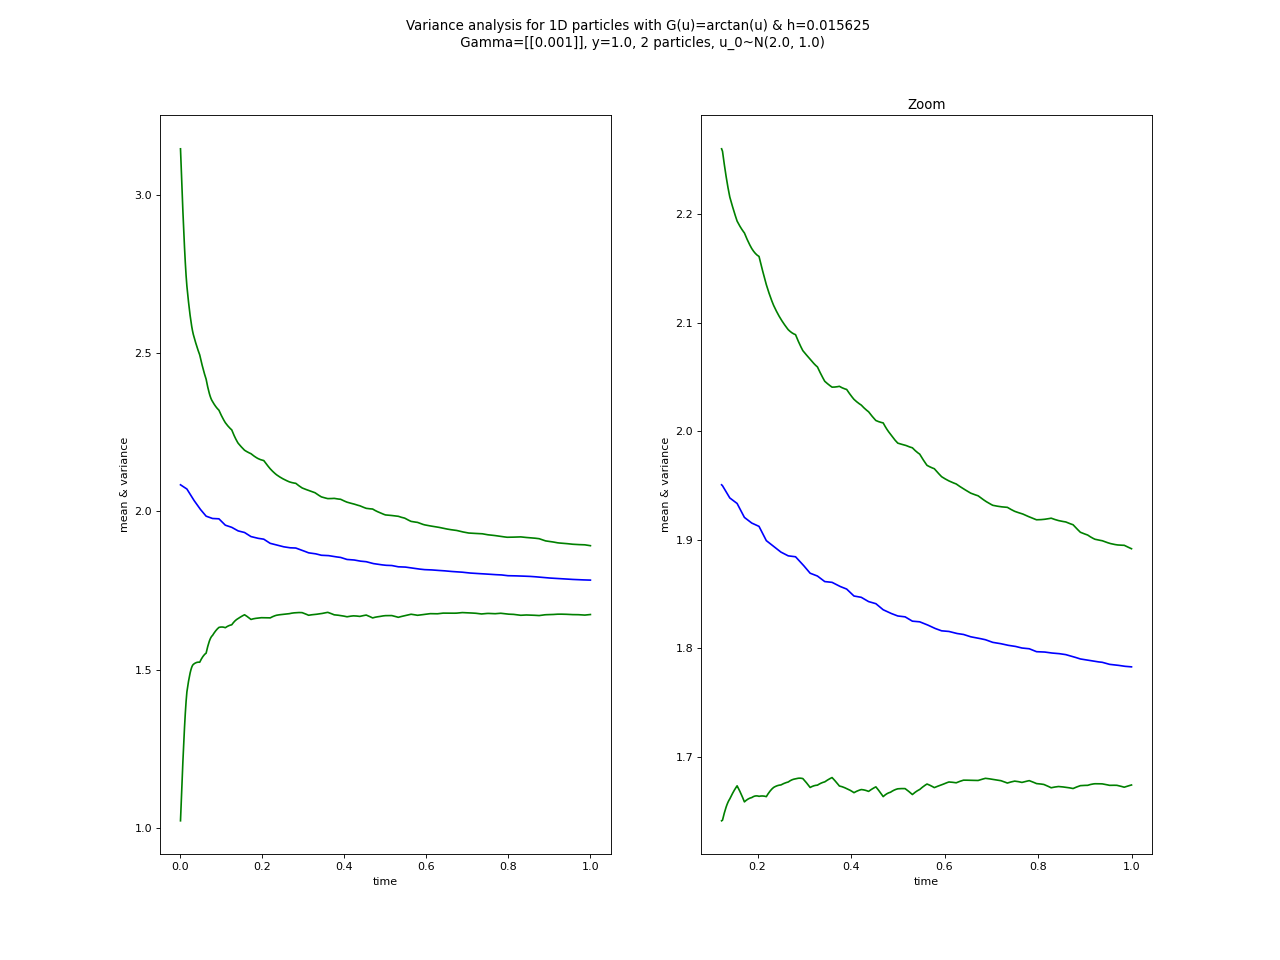 Variance analysis for 1D particles with G(u)=arctan(u) & h=0.015625
Gamma=[[0.001]], y=1.0, 2 particles, u_0~N(2.0, 1.0)
mean & variance
3.0
2.5
2.0
1.5
1.0
0.0 0.2 0.4 0.6 0.8 1.0
time
Zoom
mean & variance
2.2
2.1
2.0
1.9
1.8
1.7
0.2 0.4 0.6 0.8 1.0
time